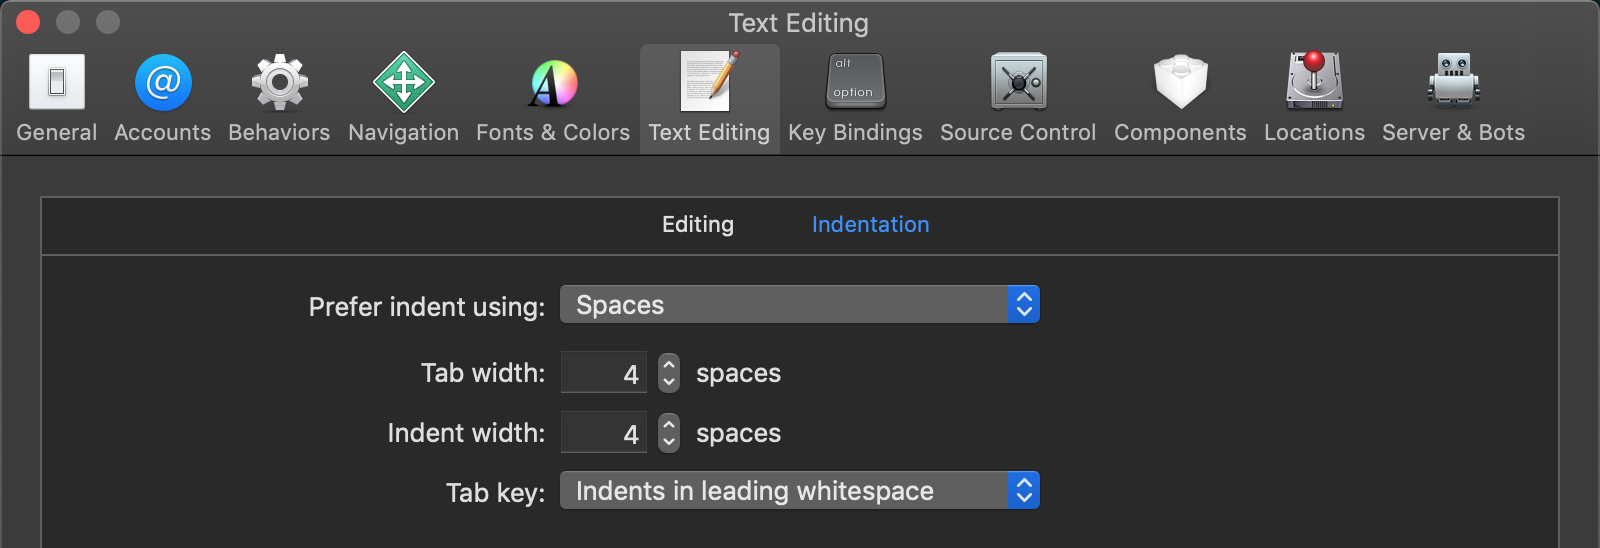 Text Editing
alt
option
General Accounts Behaviors Navigation Fonts & Colors Text Editing Key Bindings Source Control Components Locations Server & Bots
Editing Indentation
Prefer indent using: Spaces
Tab width: 4 spaces
Indent width: 4 spaces
Tab key: Indents in leading whitespace